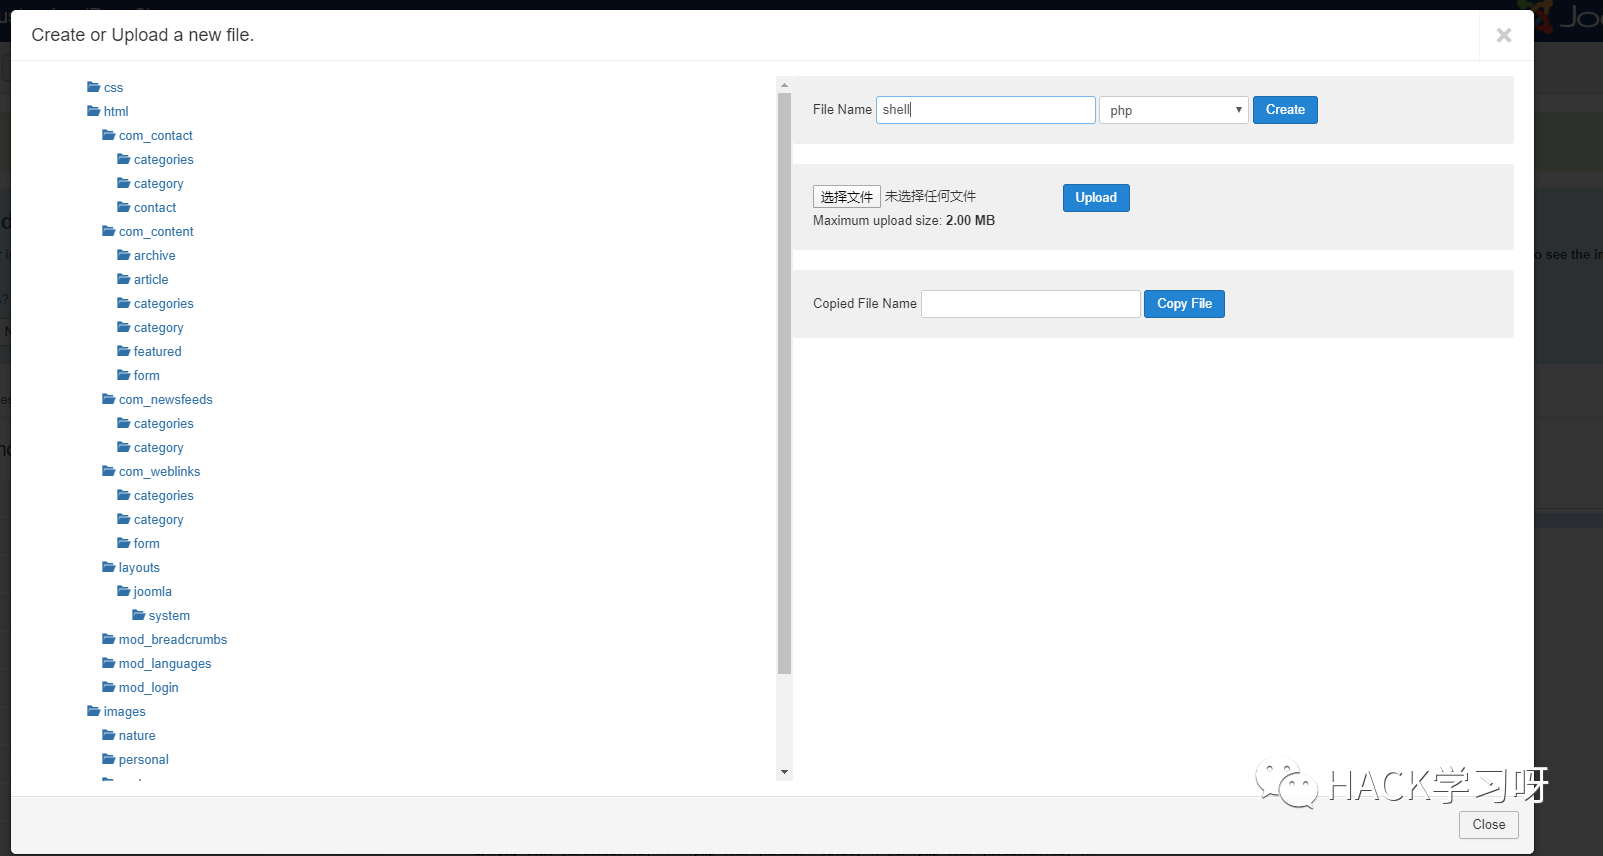 Create or Upload a new file.
css
html
com_contact
categories
category
contact
com_content
archive
article
categories
category
featured
form
com_newsfeeds
categories
category
com_weblinks
categories
category
form
layouts
joomla
system
mod_breadcrumbs
mod_languages
mod_login
images
nature
personal
File Name shell php Create
选择文件 未选择任何文件 Upload
Maximum upload size: 2.00 MB
Copied File Name Copy File
o see the
HACK学习呀
Close